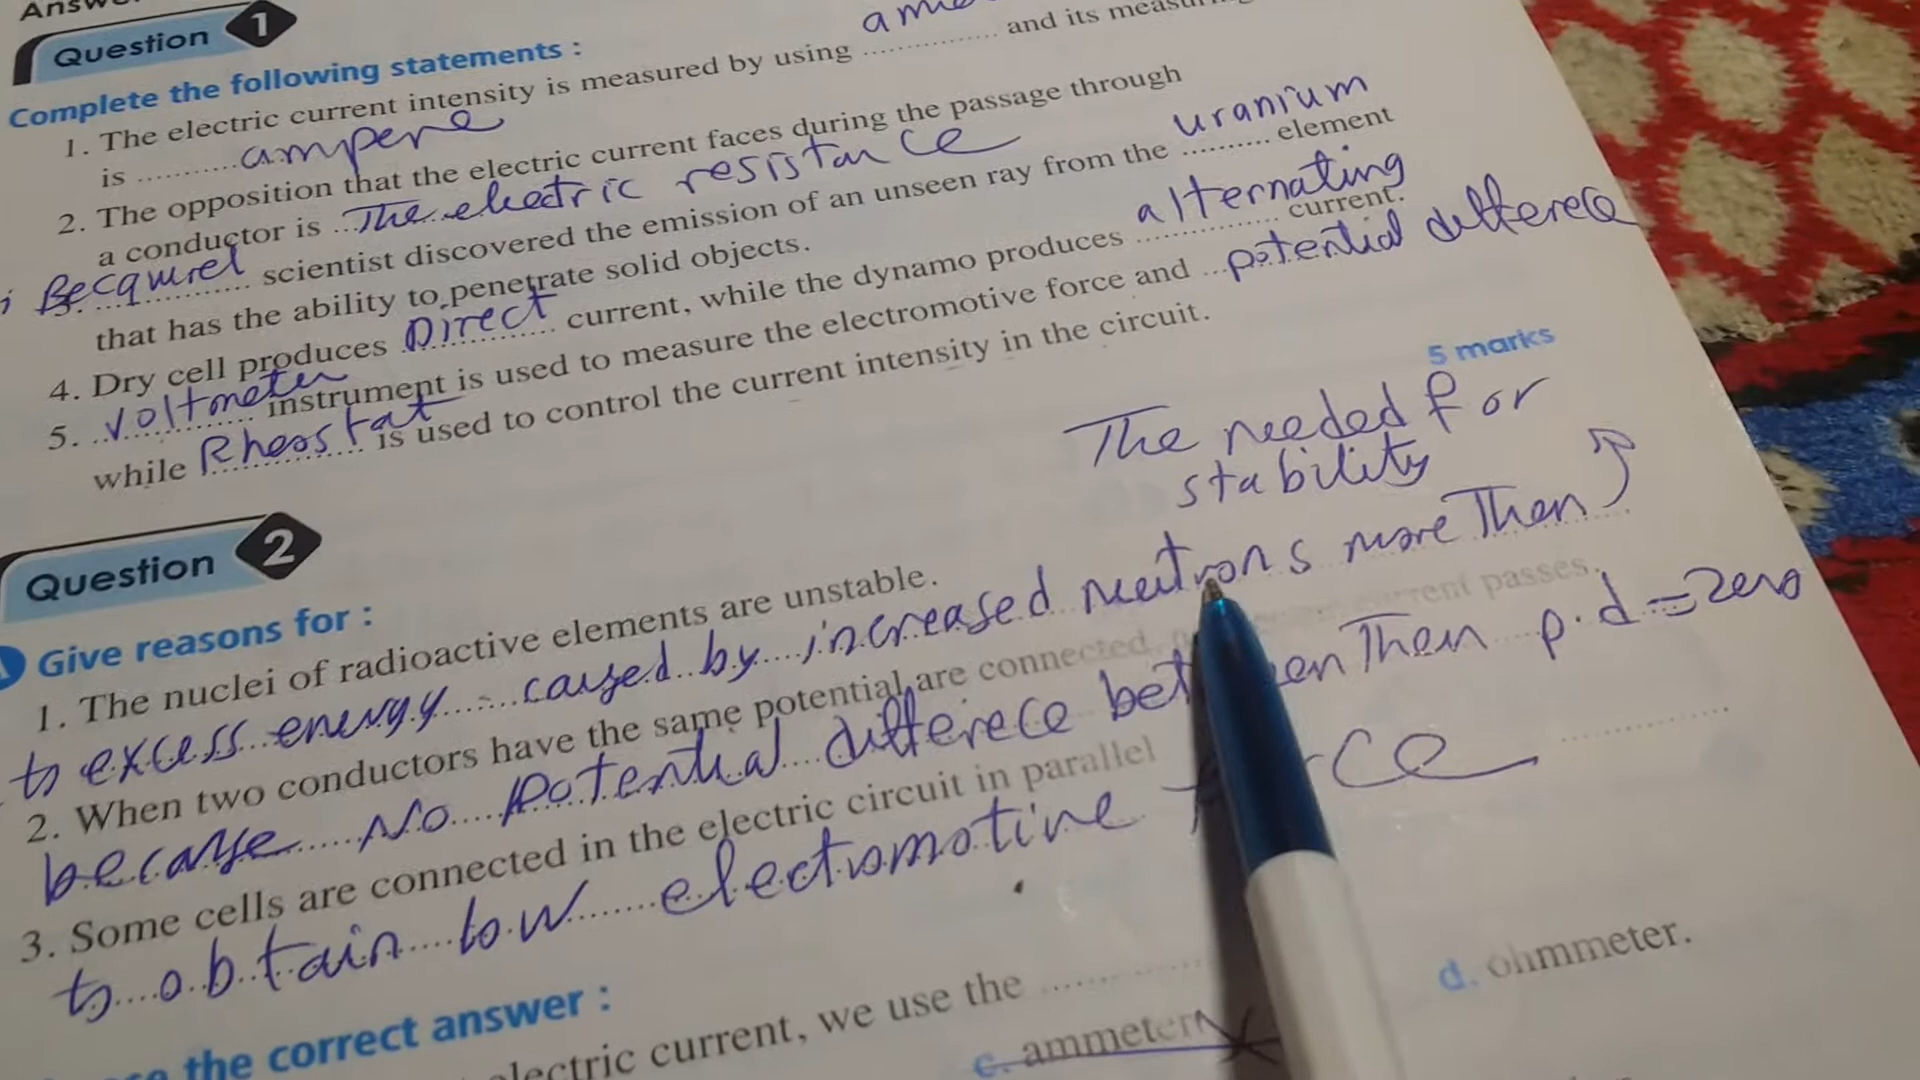 Question 1
Complete the following statements :
1. The electric current intensity is measured by using .......... and its
is .......... ampere
2. The opposition that the electric current faces during the passage through
a conductor is The electric resistance
Becqurel scientist discovered the emission of an unseen ray from the uranium element
that has the ability to penetrate solid objects.
4. Dry cell produces Direct current, while the dynamo produces alternating current.
5. voltmeter instrument is used to measure the electromotive force and potential differece
while Rheostat is used to control the current intensity in the circuit.
5 marks
The needed for
stability
Question 2
Give reasons for :
1. The nuclei of radioactive elements are unstable.
to excess energy caused by increased neutrons more Then
2. When two conductors have the same potential are connected, current passes.
because No potential differece between Then p.d = Zero
3. Some cells are connected in the electric circuit in parallel
to obtain low electromotive force
the correct answer :
electric current, we use the ..........
c. ammeter
d. ohmmeter.